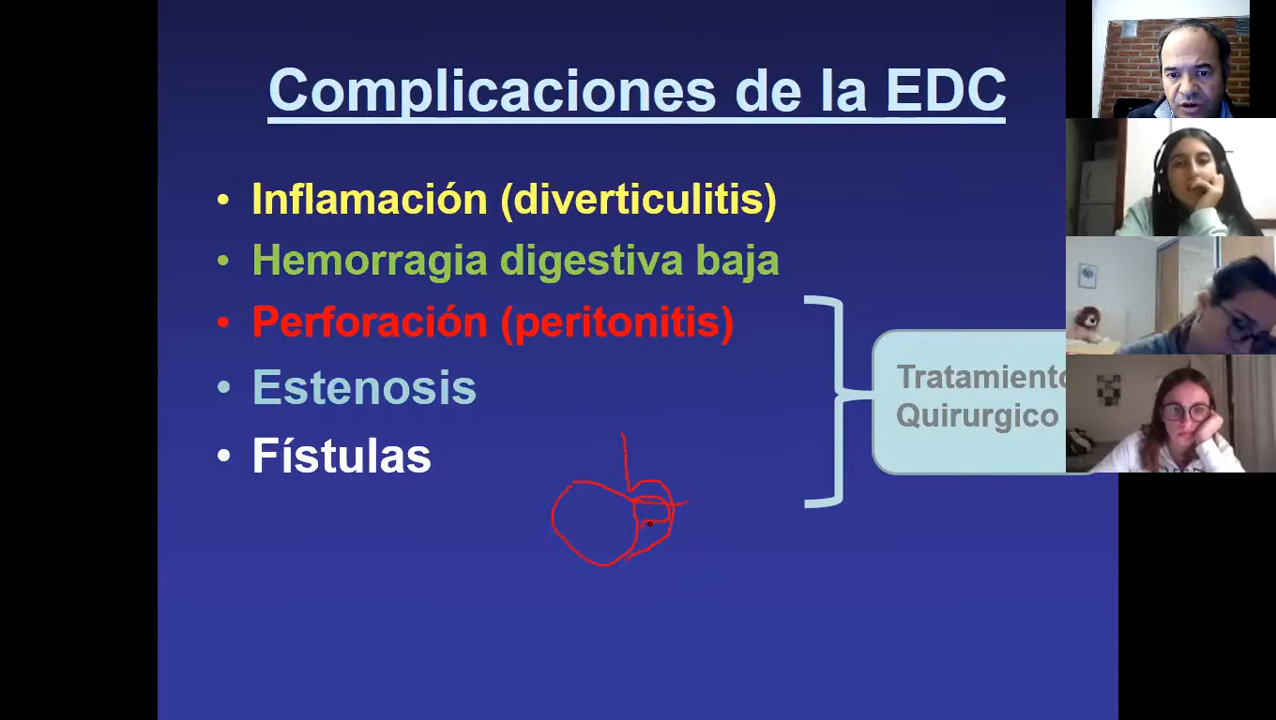 Complicaciones de la EDC
• Inflamación (diverticulitis)
• Hemorragia digestiva baja
• Perforación (peritonitis)
• Estenosis
• Fístulas
Tratamiento
Quirurgico